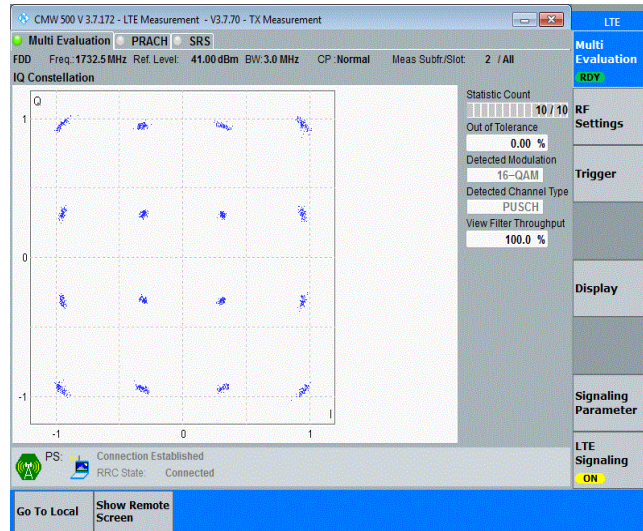 CMW 500 V 3.7.172 - LTE Measurement - V3.7.70 - TX Measurement
LTE
Multi Evaluation PRACH SRS
FDD Freq.: 1732.5 MHz Ref. Level: 41.00 dBm BW: 3.0 MHz CP : Normal Meas Subfr./Slot: 2 / All
IQ Constellation
Q
1
0
-1
-1 0 1
I
Statistic Count
10 / 10
Out of Tolerance
0.00 %
Detected Modulation
16-QAM
Detected Channel Type
PUSCH
View Filter Throughput
100.0 %
Multi
Evaluation
RDY
RF
Settings
Trigger
Display
Signaling
Parameter
LTE
Signaling
ON
PS: Connection Established
RRC State: Connected
Go To Local
Show Remote
Screen